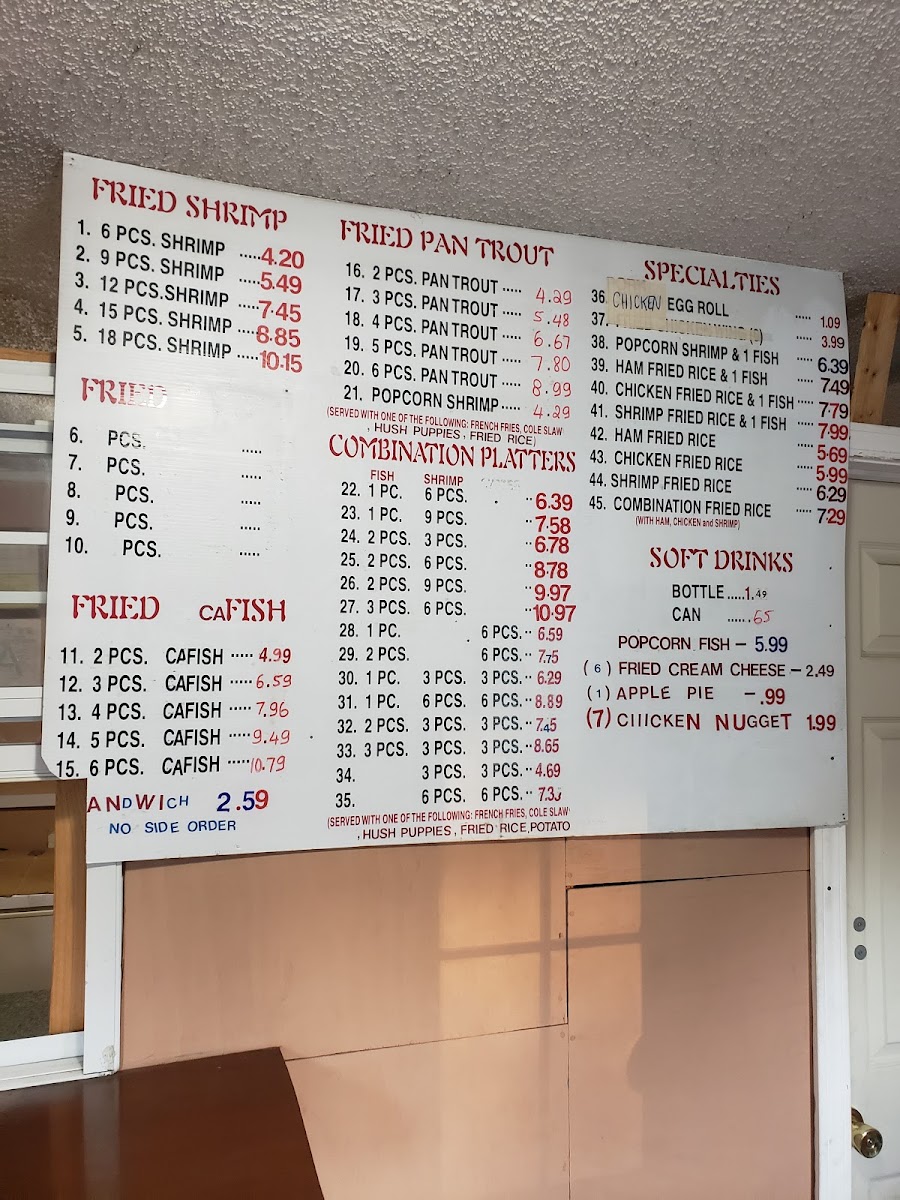 FRIED SHRIMP
1. 6 PCS. SHRIMP .....4.20
2. 9 PCS. SHRIMP .....5.49
3. 12 PCS.SHRIMP .....7.45
4. 15 PCS.SHRIMP .....8.85
5. 18 PCS. SHRIMP .....10.15
FRIED
6. PCS. .....
7. PCS. .....
8. PCS. .....
9. PCS. .....
10. PCS. .....
FRIED CAFISH
11. 2 PCS. CAFISH ..... 4.99
12. 3 PCS. CAFISH .....6.59
13. 4 PCS. CAFISH .....7.96
14. 5 PCS. CAFISH .....9.49
15. 6 PCS. CAFISH .....10.79
ANDWICH 2.59
NO SIDE ORDER
FRIED PAN TROUT
16. 2 PCS. PAN TROUT ..... 4.29
17. 3 PCS. PAN TROUT ..... 5.48
18. 4 PCS. PAN TROUT ..... 6.67
19. 5 PCS. PAN TROUT ..... 7.80
20. 6 PCS. PAN TROUT ..... 8.99
21. POPCORN SHRIMP..... 4.29
(SERVED WITH ONE OF THE FOLLOWING: FRENCH FRIES, COLE SLAW
, HUSH PUPPIES, FRIED RICE)
COMBINATION PLATTERS
FISH SHRIMP
22. 1 PC. 6 PCS. ..6.39
23. 1 PC. 9 PCS. ..7.58
24. 2 PCS. 3 PCS. ..6.78
25. 2 PCS. 6 PCS. ..8.78
26. 2 PCS. 9 PCS. ..9.97
27. 3 PCS. 6 PCS. ..10.97
28. 1 PC. 6 PCS... 6.59
29. 2 PCS. 6 PCS... 7.75
30. 1 PC. 3 PCS. 3 PCS...6.29
31. 1 PC. 6 PCS. 6 PCS... 8.89
32. 2 PCS. 3 PCS. 3 PCS... 7.45
33. 3 PCS. 3 PCS. 3 PCS...8.65
34. 3 PCS. 3 PCS...4.69
35. 6 PCS. 6 PCS...
(SERVED WITH ONE OF THE FOLLOWING: FRENCH FRIES, COLE SLAW
, HUSH PUPPIES, FRIED RICE,POTATO
SPECIALTIES
36. CHICKEN EGG ROLL ..... 1.09
37. ..... 3.99
38. POPCORN SHRIMP & 1 FISH ..... 6.39
39. HAM FRIED RICE & 1 FISH ..... 7.49
40. CHICKEN FRIED RICE & 1 FISH ..... 7.79
41. SHRIMP FRIED RICE & 1 FISH ..... 7.99
42. HAM FRIED RICE ..... 5.69
43. CHICKEN FRIED RICE ..... 5.99
44. SHRIMP FRIED RICE ..... 6.29
45. COMBINATION FRIED RICE ..... 7.29
(WITH HAM, CHICKEN and SHRIMP)
SOFT DRINKS
BOTTLE.....1.49
CAN ......65
POPCORN FISH – 5.99
(6) FRIED CREAM CHEESE – 2.49
(1) APPLE PIE – .99
(7) CHICKEN NUGGET 1.99